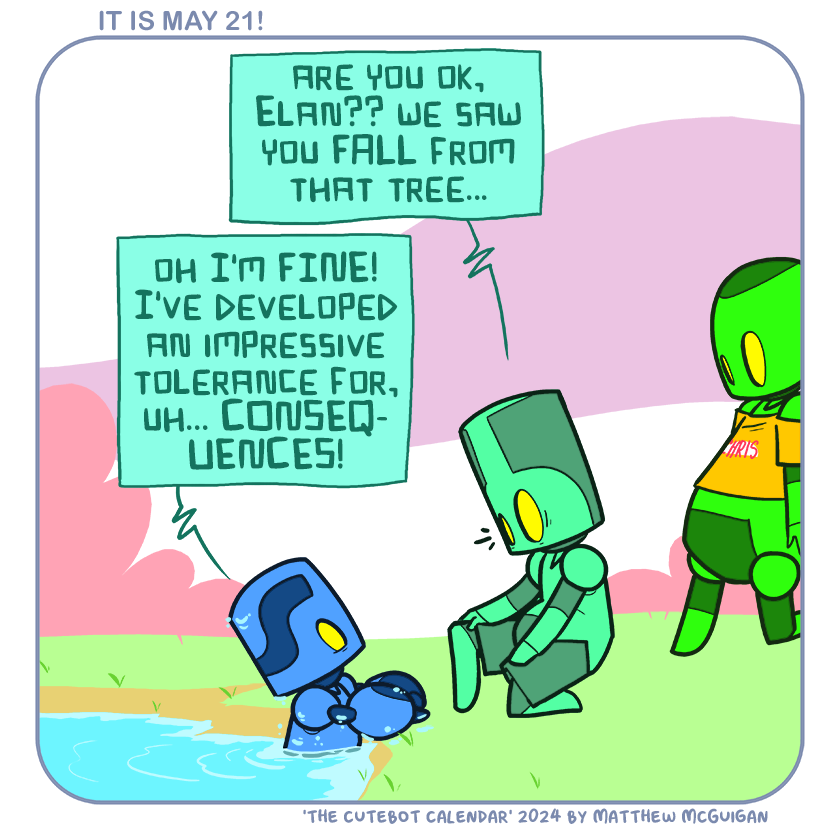 IT IS MAY 21!
ARE YOU OK,
ELAN?? WE SAW
YOU FALL FROM
THAT TREE...
OH I'M FINE!
I'VE DEVELOPED
AN IMPRESSIVE
TOLERANCE FOR,
UH... CONSEQ-
UENCES!
HRIS
'THE CUTEBOT CALENDAR' 2024 BY MATTHEW MCGUIGAN